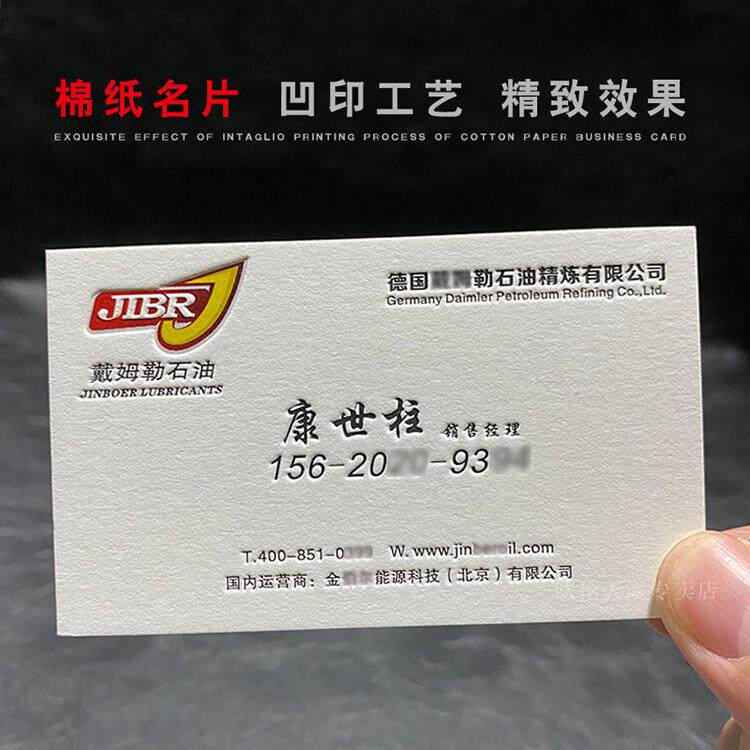 棉纸名片 凹印工艺 精致效果
EXQUISITE EFFECT OF INTAGLIO PRINTING PROCESS OF COTTON PAPER BUSINESS CARD
JIBR
戴姆勒石油
JINBOER LUBRICANTS
德国 勒石油精炼有限公司
Germany Daimler Petroleum Refining Co.,Ltd.
康世柱 销售经理
156-20 -93
T.400-851-0 W. www.jin il.com
国内运营商：金 能源科技（北京）有限公司
专卖店